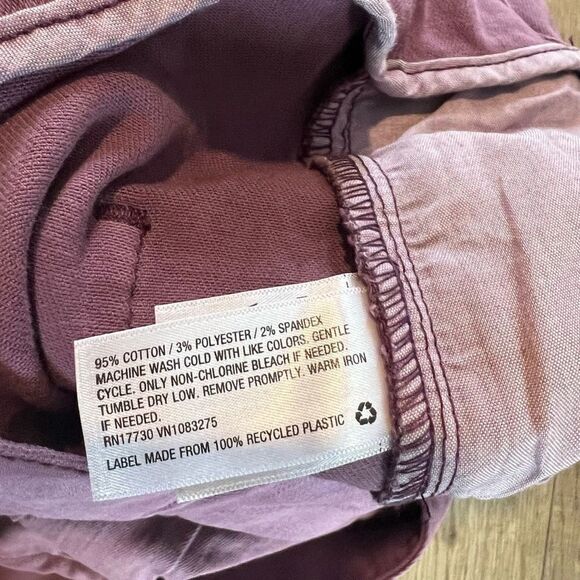 95% COTTON / 3% POLYESTER / 2% SPANDEX
MACHINE WASH COLD WITH LIKE COLORS. GENTLE
CYCLE. ONLY NON-CHLORINE BLEACH IF NEEDED.
TUMBLE DRY LOW. REMOVE PROMPTLY. WARM IRON
IF NEEDED.
RN17730 VN1083275
LABEL MADE FROM 100% RECYCLED PLASTIC